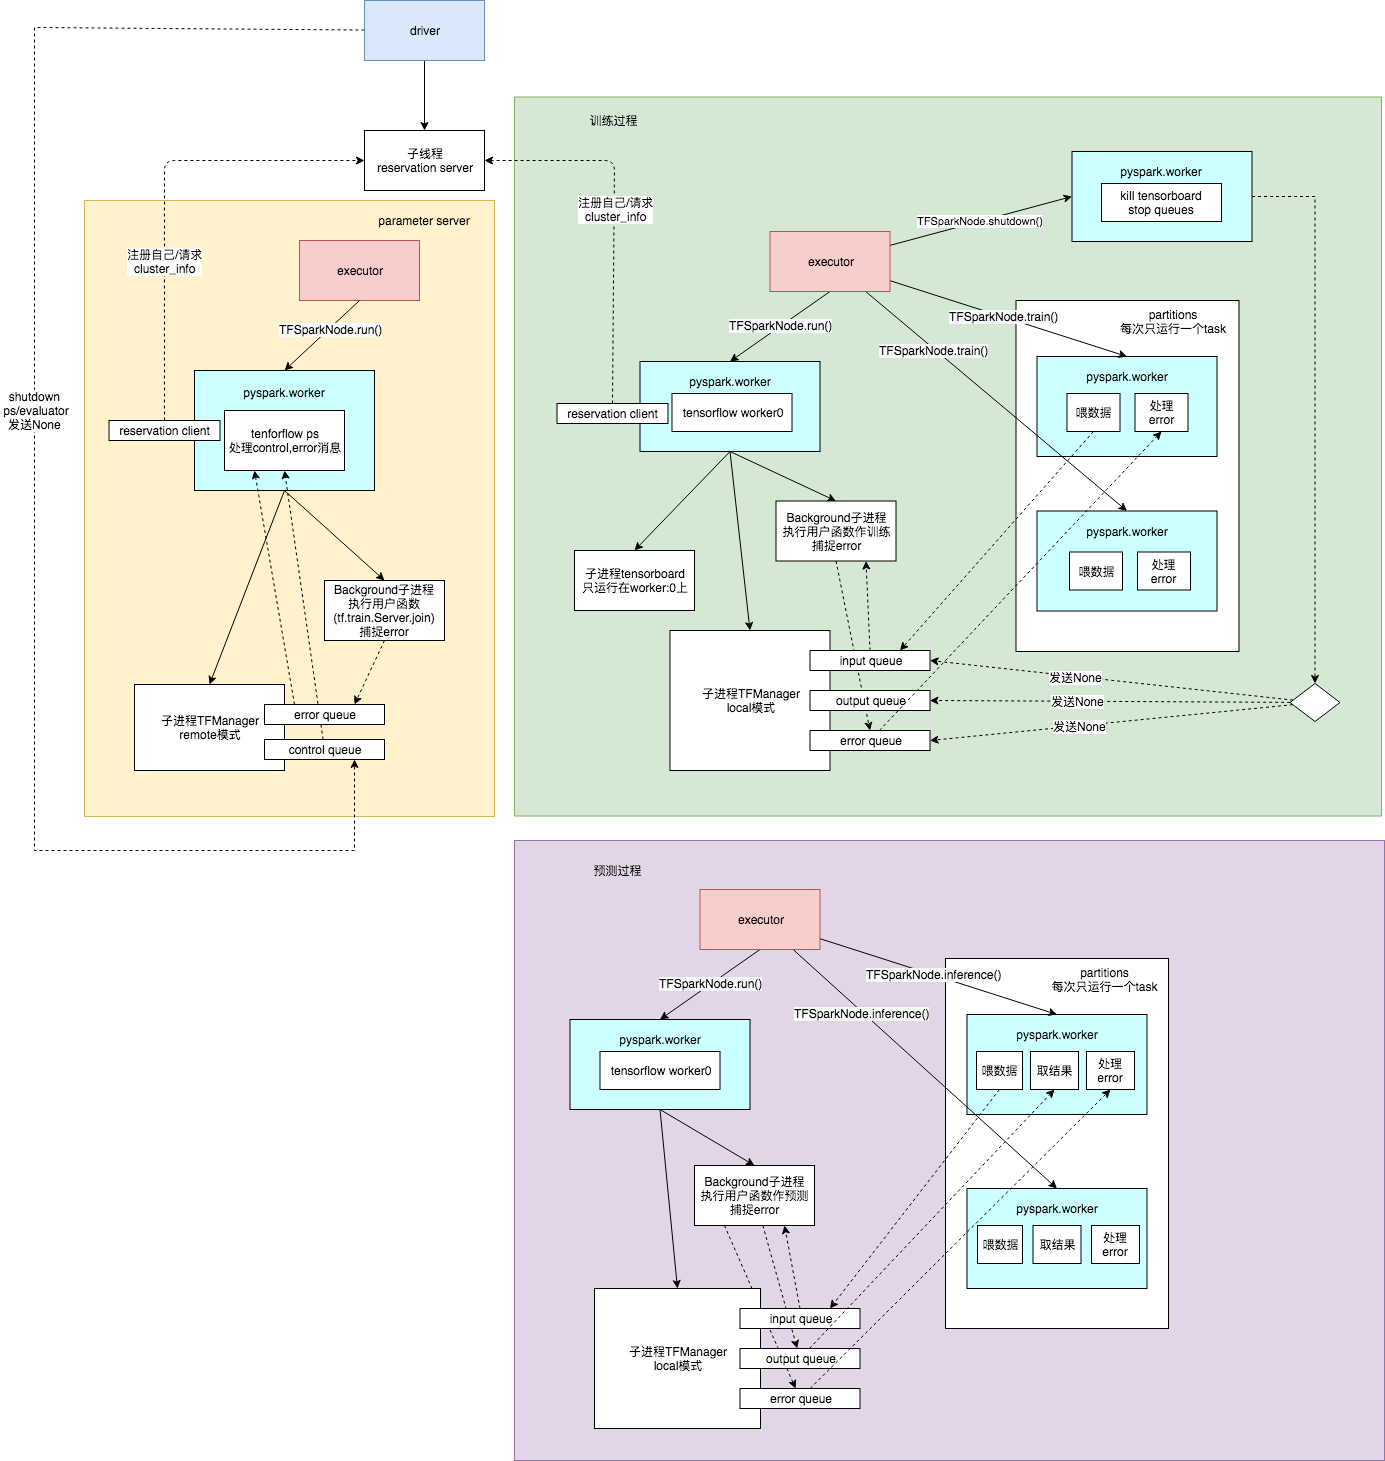 driver
子线程
reservation server
shutdown
ps/evaluator
发送None
parameter server
注册自己/请求
cluster_info
executor
TFSparkNode.run()
pyspark.worker
reservation client
tenforflow ps
处理control,error消息
Background子进程
执行用户函数
(tf.train.Server.join)
捕捉error
子进程TFManager
remote模式
error queue
control queue
训练过程
注册自己/请求
cluster_info
executor
TFSparkNode.shutdown()
pyspark.worker
kill tensorboard
stop queues
TFSparkNode.run()
TFSparkNode.train()
TFSparkNode.train()
partitions
每次只运行一个task
pyspark.worker
喂数据
处理
error
pyspark.worker
喂数据
处理
error
pyspark.worker
reservation client
tensorflow worker0
Background子进程
执行用户函数作训练
捕捉error
子进程tensorboard
只运行在worker:0上
子进程TFManager
local模式
input queue
output queue
error queue
发送None
发送None
发送None
预测过程
executor
TFSparkNode.run()
TFSparkNode.inference()
TFSparkNode.inference()
partitions
每次只运行一个task
pyspark.worker
喂数据
取结果
处理
error
pyspark.worker
喂数据
取结果
处理
error
pyspark.worker
tensorflow worker0
Background子进程
执行用户函数作预测
捕捉error
子进程TFManager
local模式
input queue
output queue
error queue